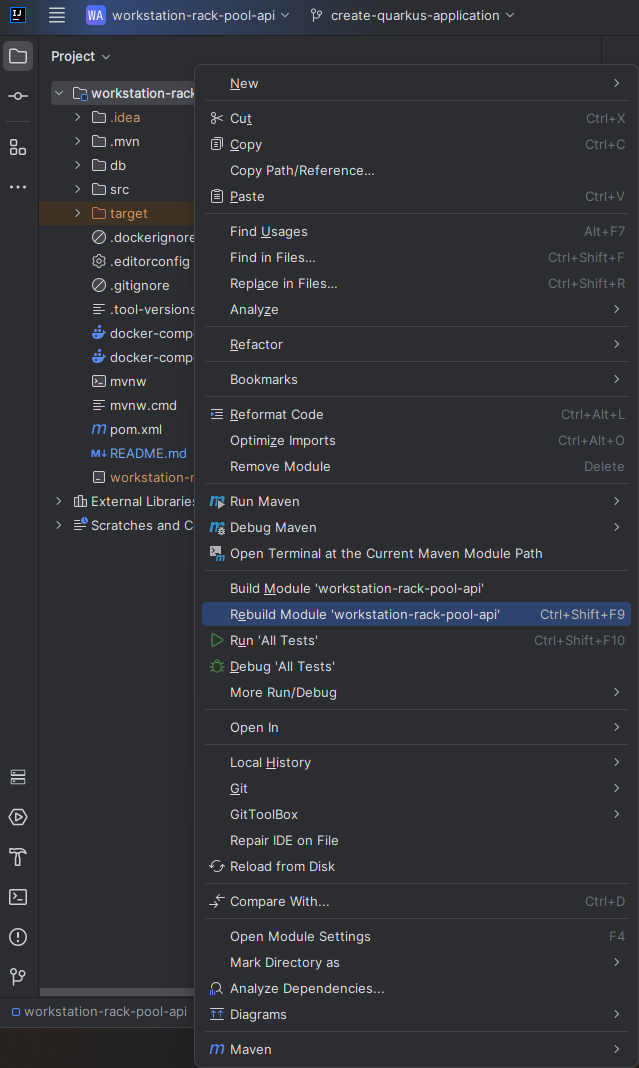 IJ
WA workstation-rack-pool-api create-quarkus-application
Project
workstation-rack
.idea
.mvn
db
src
target
.dockerignore
.editorconfig
.gitignore
.tool-versions
docker-comp
docker-comp
mvnw
mvnw.cmd
m pom.xml
M↓ README.md
workstation-r
External Libraries
Scratches and C
New
Cut Ctrl+X
Copy Ctrl+C
Copy Path/Reference...
Paste Ctrl+V
Find Usages Alt+F7
Find in Files... Ctrl+Shift+F
Replace in Files... Ctrl+Shift+R
Analyze
Refactor
Bookmarks
Reformat Code Ctrl+Alt+L
Optimize Imports Ctrl+Alt+O
Remove Module Delete
Run Maven
Debug Maven
Open Terminal at the Current Maven Module Path
Build Module 'workstation-rack-pool-api'
Rebuild Module 'workstation-rack-pool-api' Ctrl+Shift+F9
Run 'All Tests' Ctrl+Shift+F10
Debug 'All Tests'
More Run/Debug
Open In
Local History
Git
GitToolBox
Repair IDE on File
Reload from Disk
Compare With... Ctrl+D
Open Module Settings F4
Mark Directory as
Analyze Dependencies...
Diagrams
m Maven
workstation-rack-pool-api